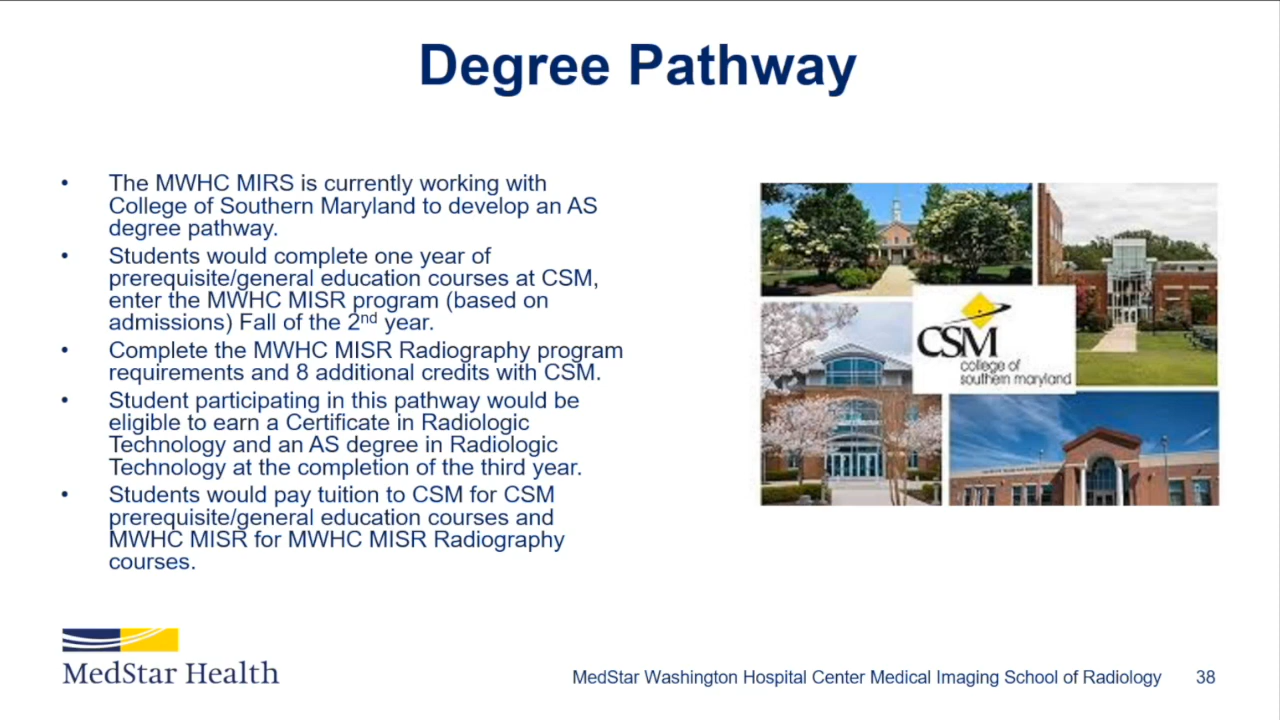 Degree Pathway
• The MWHC MIRS is currently working with
College of Southern Maryland to develop an AS
degree pathway.
• Students would complete one year of
prerequisite/general education courses at CSM,
enter the MWHC MISR program (based on
admissions) Fall of the 2nd year.
• Complete the MWHC MISR Radiography program
requirements and 8 additional credits with CSM.
• Student participating in this pathway would be
eligible to earn a Certificate in Radiologic
Technology and an AS degree in Radiologic
Technology at the completion of the third year.
• Students would pay tuition to CSM for CSM
prerequisite/general education courses and
MWHC MISR for MWHC MISR Radiography
courses.
CSM
college of
southern maryland
MedStar Health
MedStar Washington Hospital Center Medical Imaging School of Radiology 38